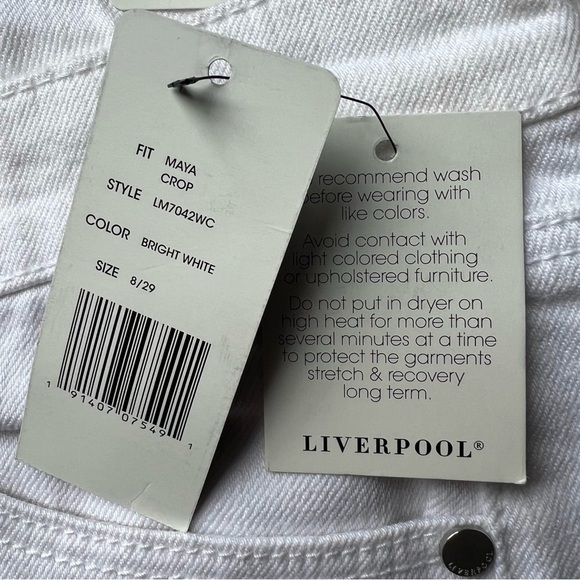 FIT MAYA
CROP
STYLE LM7042WC
COLOR BRIGHT WHITE
SIZE 8/29
1 91407 07549 1
recommend wash
before wearing with
like colors.
Avoid contact with
light colored clothing
or upholstered furniture.
Do not put in dryer on
high heat for more than
several minutes at a time
to protect the garments
stretch & recovery
long term.
LIVERPOOL®
LIVERPOOL